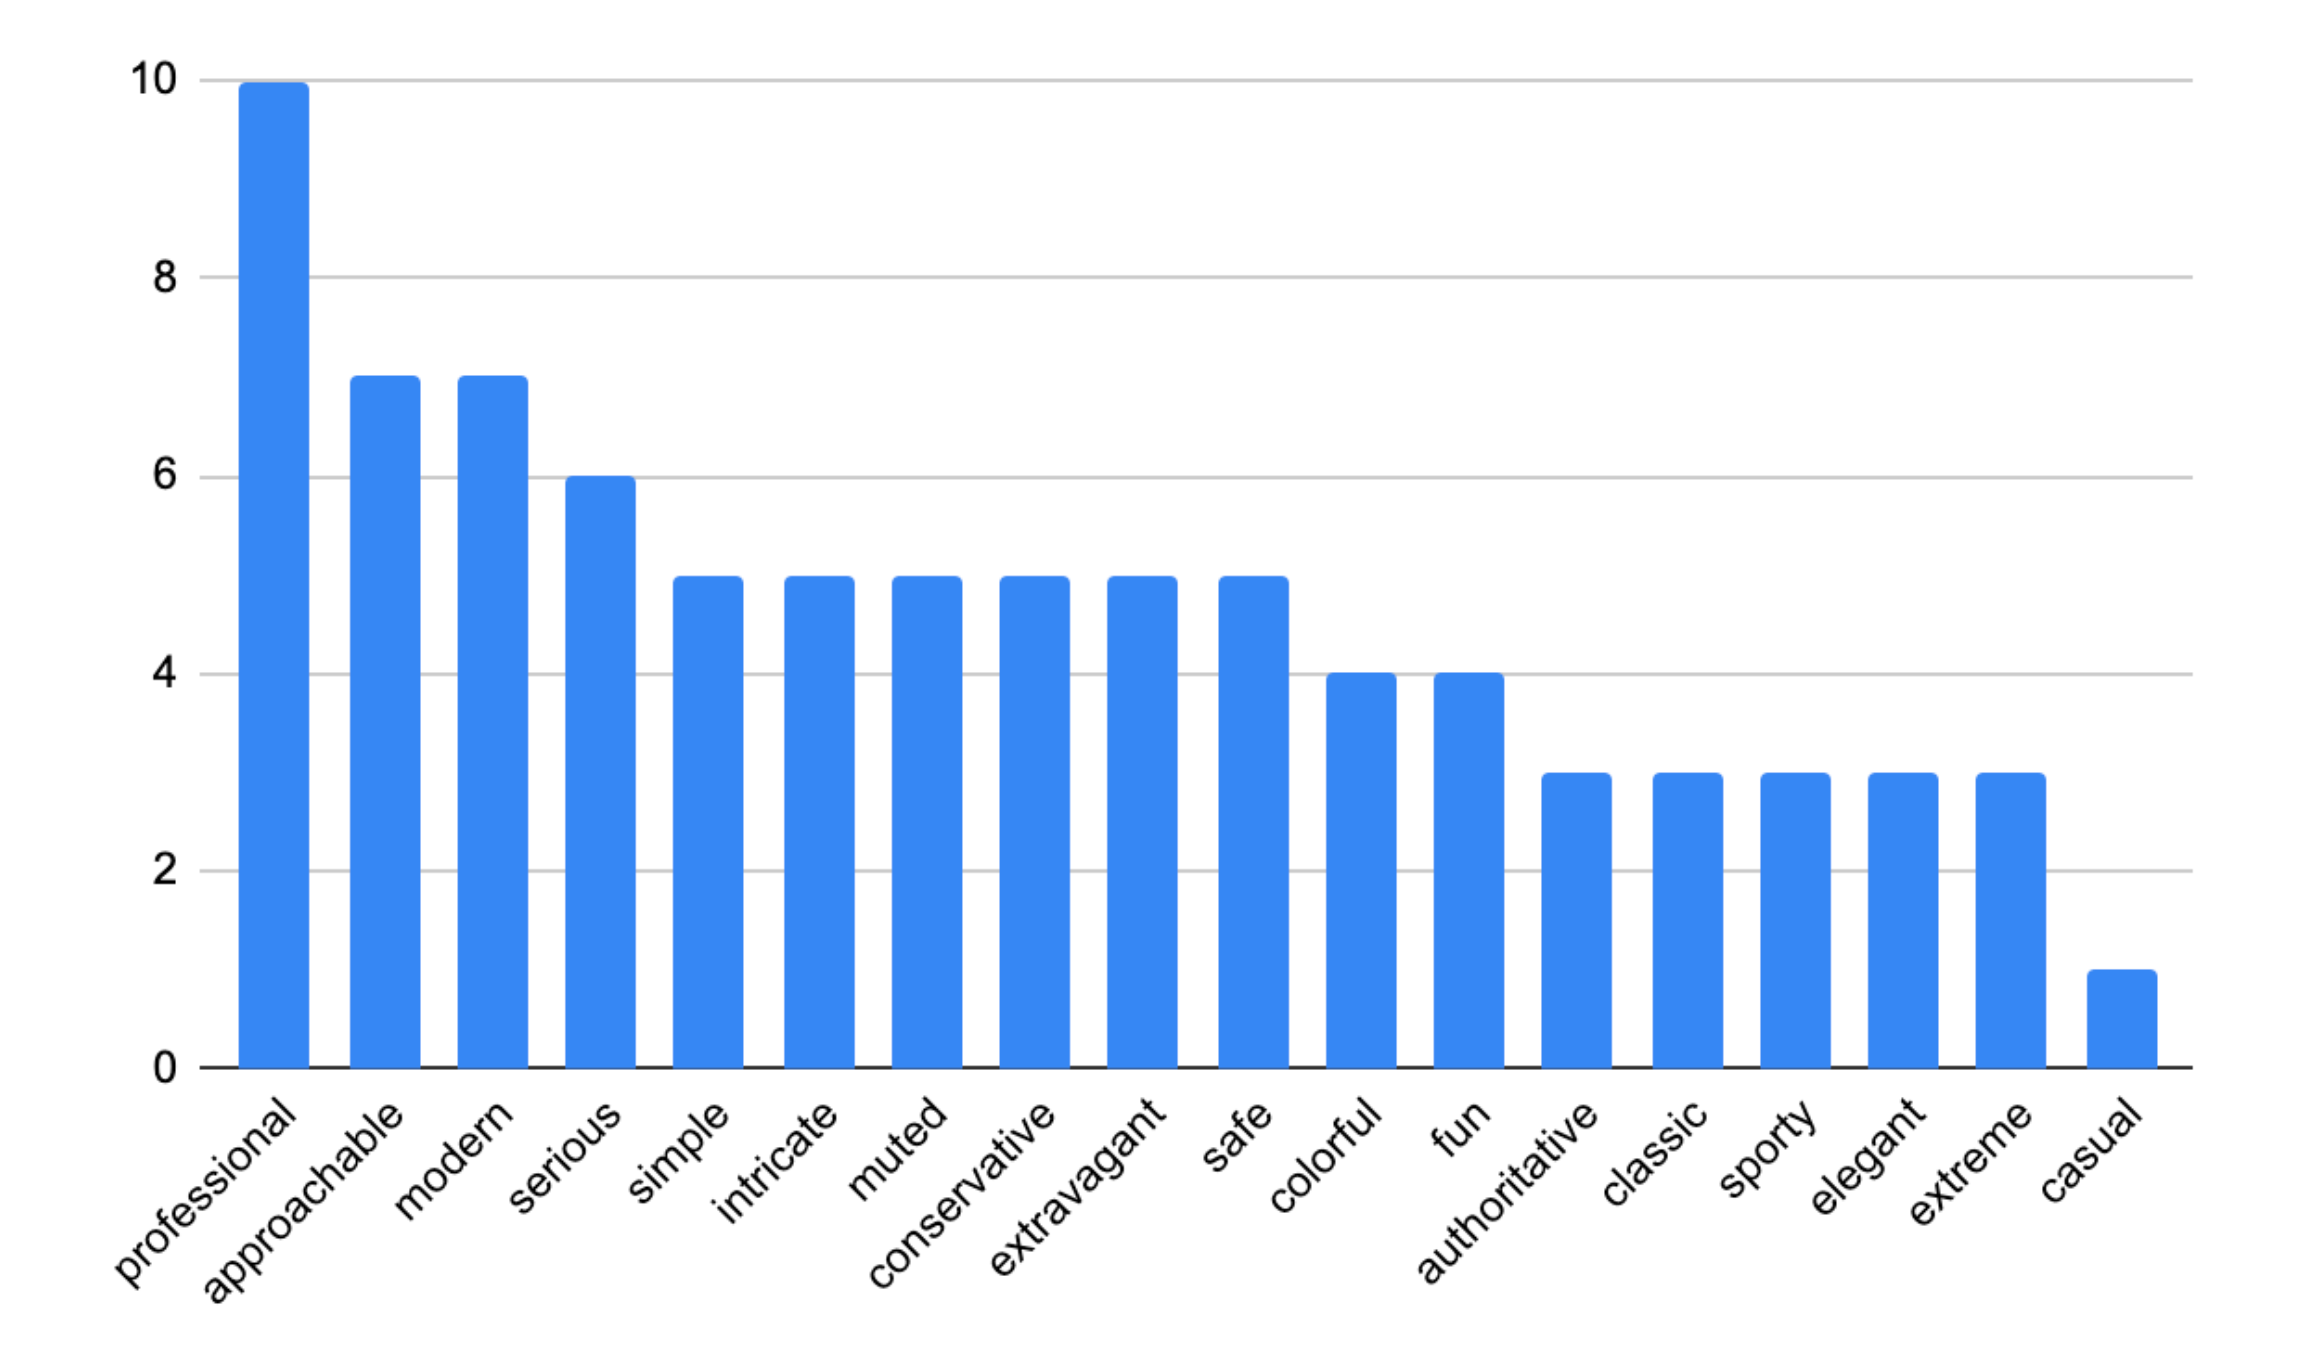 10
8
6
4
2
0
professional
approachable
modern
serious
simple
intricate
muted
conservative
extravagant
safe
colorful
fun
authoritative
classic
sporty
elegant
extreme
casual